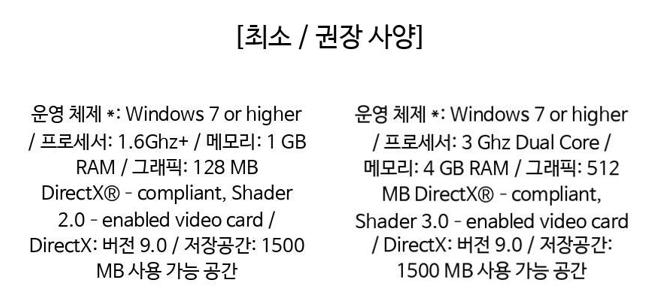 [최소 / 권장 사양]
운영 체제 *: Windows 7 or higher
/ 프로세서: 1.6Ghz+ / 메모리: 1 GB
RAM / 그래픽: 128 MB
DirectX® - compliant, Shader
2.0 - enabled video card /
DirectX: 버전 9.0 / 저장공간: 1500
MB 사용 가능 공간
운영 체제 *: Windows 7 or higher
/ 프로세서: 3 Ghz Dual Core /
메모리: 4 GB RAM / 그래픽: 512
MB DirectX® - compliant,
Shader 3.0 - enabled video card
/ DirectX: 버전 9.0 / 저장공간:
1500 MB 사용 가능 공간